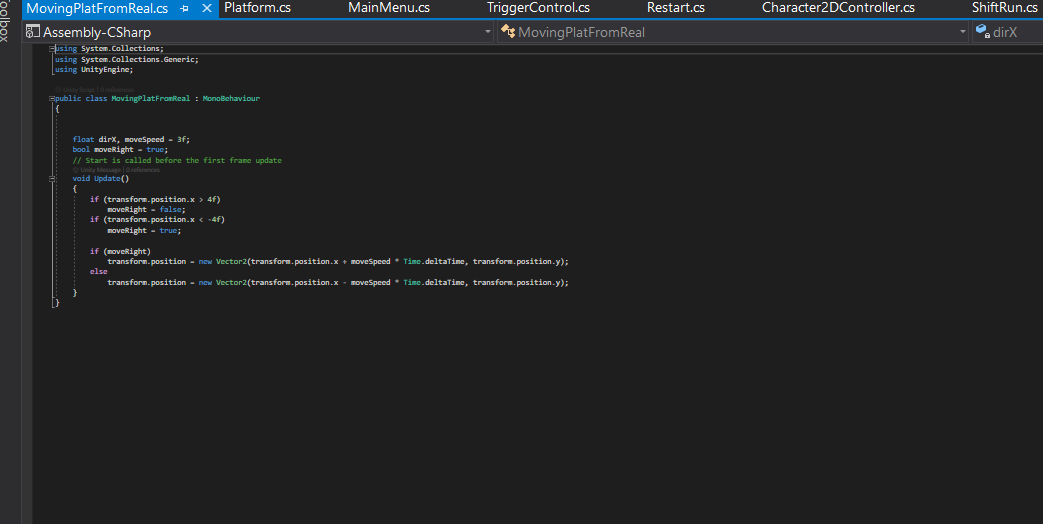 Toolbox
MovingPlatFromReal.cs
Platform.cs
MainMenu.cs
TriggerControl.cs
Restart.cs
Character2DController.cs
ShiftRun.cs
Assembly-CSharp
MovingPlatFromReal
dirX
using System.Collections;
using System.Collections.Generic;
using UnityEngine;
Unity Script | 0 references
public class MovingPlatFromReal : MonoBehaviour
{
float dirX, moveSpeed = 3f;
bool moveRight = true;
// Start is called before the first frame update
Unity Message | 0 references
void Update()
{
if (transform.position.x > 4f)
moveRight = false;
if (transform.position.x < -4f)
moveRight = true;
if (moveRight)
transform.position = new Vector2(transform.position.x + moveSpeed * Time.deltaTime, transform.position.y);
else
transform.position = new Vector2(transform.position.x - moveSpeed * Time.deltaTime, transform.position.y);
}
}